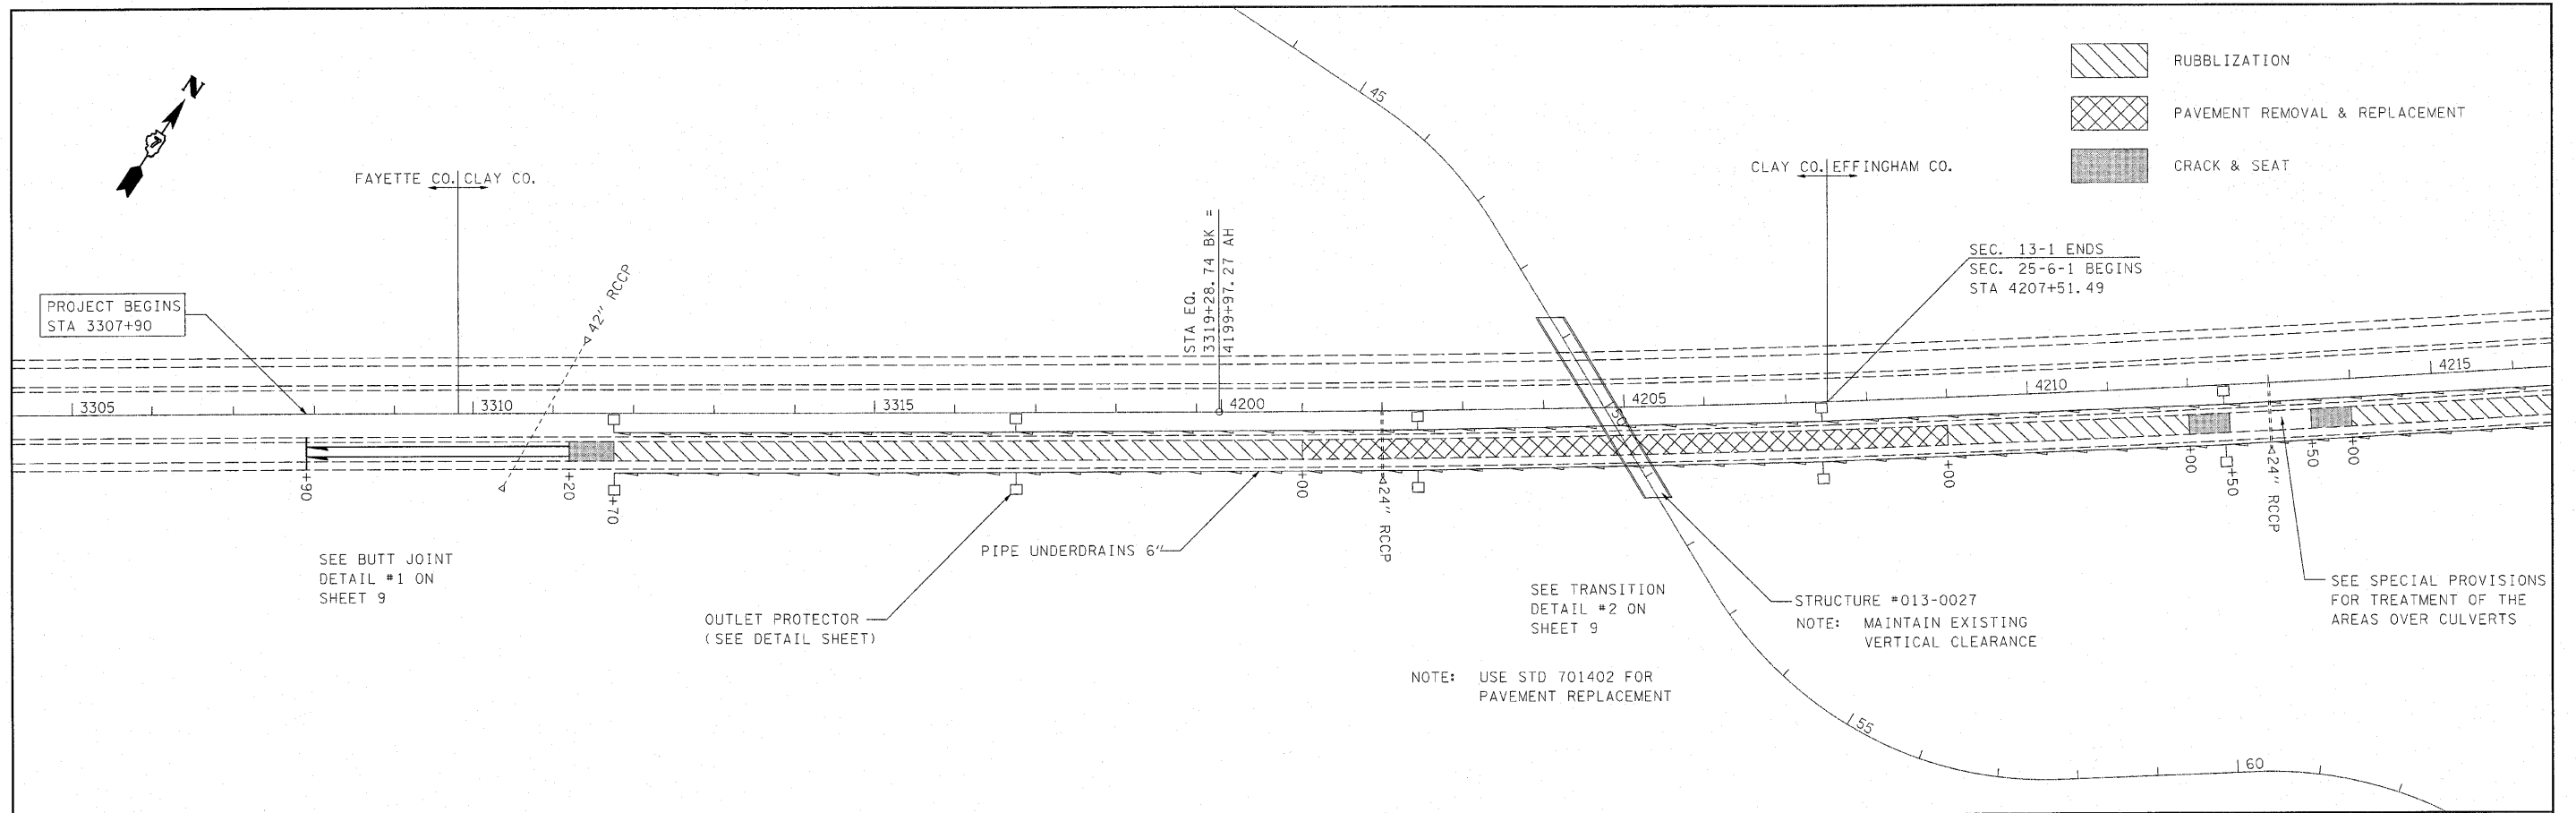 RUBBLIZATION
PAVEMENT REMOVAL & REPLACEMENT
CRACK & SEAT
N
45
FAYETTE CO. CLAY CO.
CLAY CO. EFFINGHAM CO.
PROJECT BEGINS
STA 3307+90
42" RCCP
STA EQ.
3319+28.74 BK =
4199+97.27 AH
SEC. 13-1 ENDS
SEC. 25-6-1 BEGINS
STA 4207+51.49
3305
3310
3315
4200
4205
4210
4215
50
+90
+20
+70
+00
24" RCCP
+00
+00
+50
24" RCCP
+50
+00
SEE BUTT JOINT
DETAIL #1 ON
SHEET 9
OUTLET PROTECTOR
(SEE DETAIL SHEET)
PIPE UNDERDRAINS 6"
SEE TRANSITION
DETAIL #2 ON
SHEET 9
NOTE: USE STD 701402 FOR
PAVEMENT REPLACEMENT
STRUCTURE #013-0027
NOTE: MAINTAIN EXISTING
VERTICAL CLEARANCE
SEE SPECIAL PROVISIONS
FOR TREATMENT OF THE
AREAS OVER CULVERTS
55
60